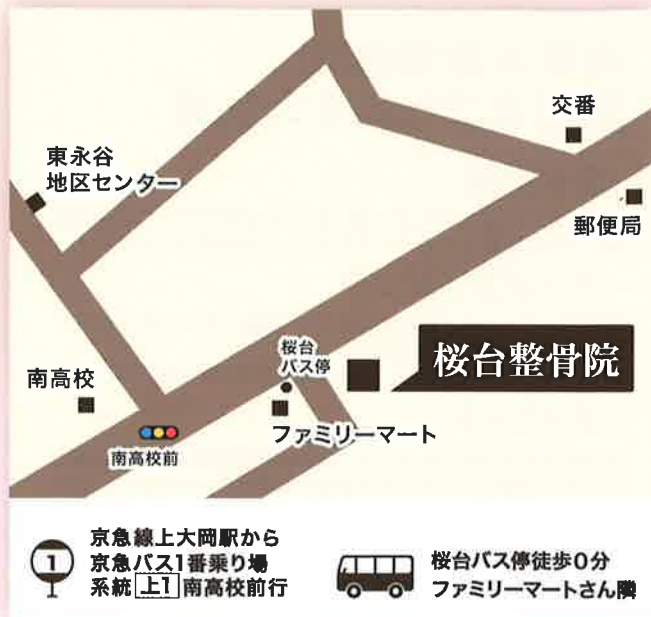 交番
東永谷
地区センター
郵便局
桜台
バス停
桜台整骨院
南高校
ファミリーマート
南高校前
1
京急線上大岡駅から
京急バス1番乗り場
系統 上1 南高校前行
桜台バス停徒歩0分
ファミリーマートさん隣